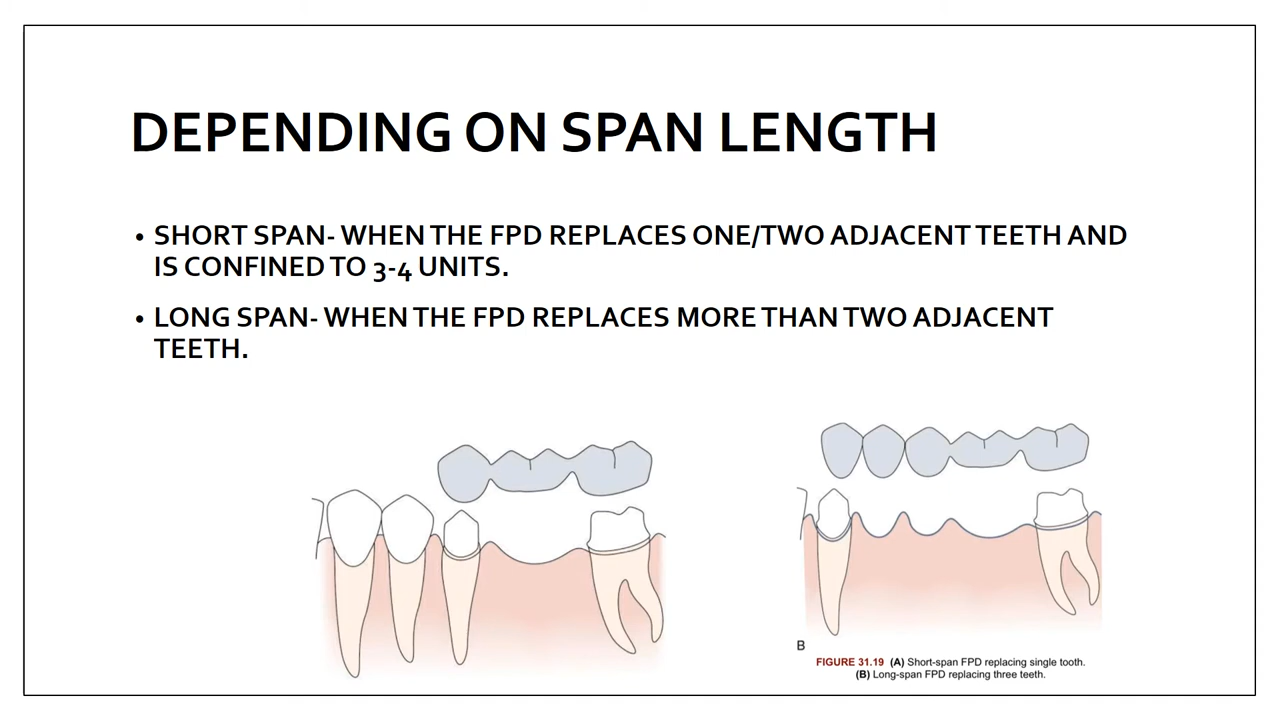 DEPENDING ON SPAN LENGTH
• SHORT SPAN- WHEN THE FPD REPLACES ONE/TWO ADJACENT TEETH AND
IS CONFINED TO 3-4 UNITS.
• LONG SPAN- WHEN THE FPD REPLACES MORE THAN TWO ADJACENT
TEETH.
B
FIGURE 31.19 (A) Short-span FPD replacing single tooth.
(B) Long-span FPD replacing three teeth.